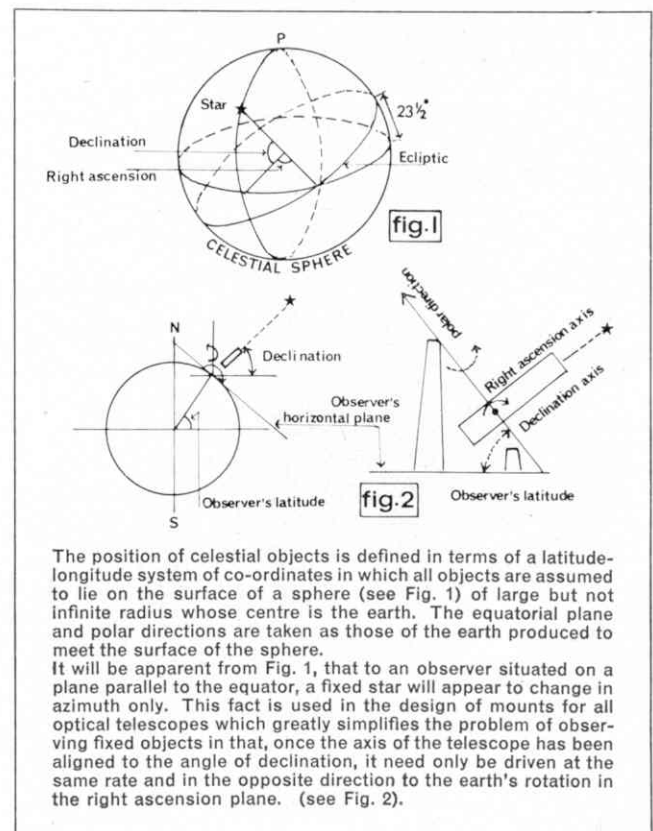 P
Star
23½°
Declination
Right ascension
Ecliptic
fig.1
CELESTIAL SPHERE
N
Declination
Observer's
horizontal plane
Observer's latitude
S
fig.2
polar direction
Right ascension axis
Declination axis
Observer's latitude
The position of celestial objects is defined in terms of a latitude-
longitude system of co-ordinates in which all objects are assumed
to lie on the surface of a sphere (see Fig. 1) of large but not
infinite radius whose centre is the earth. The equatorial plane
and polar directions are taken as those of the earth produced to
meet the surface of the sphere.
It will be apparent from Fig. 1, that to an observer situated on a
plane parallel to the equator, a fixed star will appear to change in
azimuth only. This fact is used in the design of mounts for all
optical telescopes which greatly simplifies the problem of obser-
ving fixed objects in that, once the axis of the telescope has been
aligned to the angle of declination, it need only be driven at the
same rate and in the opposite direction to the earth's rotation in
the right ascension plane. (see Fig. 2).